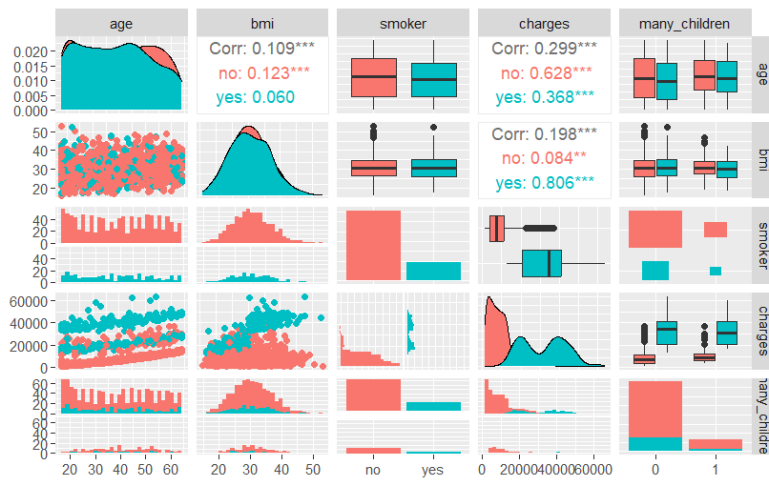 age bmi smoker charges many_children
0.020
0.015
0.010
0.005
0.000
Corr: 0.109***
no: 0.123***
yes: 0.060
Corr: 0.299***
no: 0.628***
yes: 0.368***
age
50
40
30
20
Corr: 0.198***
no: 0.084**
yes: 0.806***
bmi
40
20
0
40
20
0
smoker
60000
40000
20000
0
charges
60
40
20
0
60
40
20
0
many_childre
20 30 40 50 60
20 30 40 50
no yes
0 20000 40000 60000
0 1